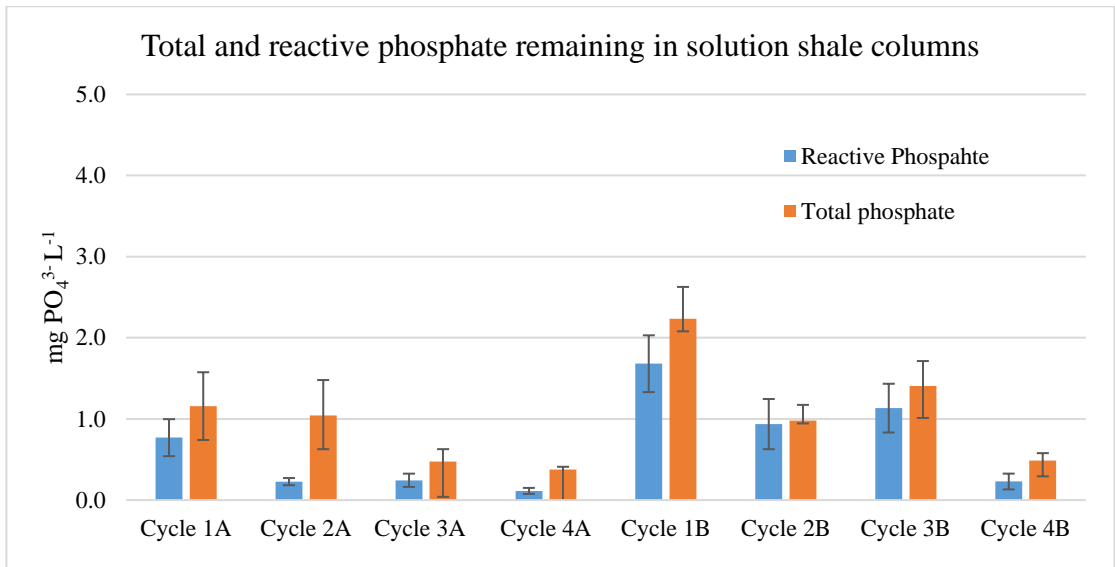 Total and reactive phosphate remaining in solution shale columns
5.0
4.0
3.0
2.0
1.0
0.0
mg PO₄³⁻ L⁻¹
Reactive Phospahte
Total phosphate
Cycle 1A Cycle 2A Cycle 3A Cycle 4A Cycle 1B Cycle 2B Cycle 3B Cycle 4B